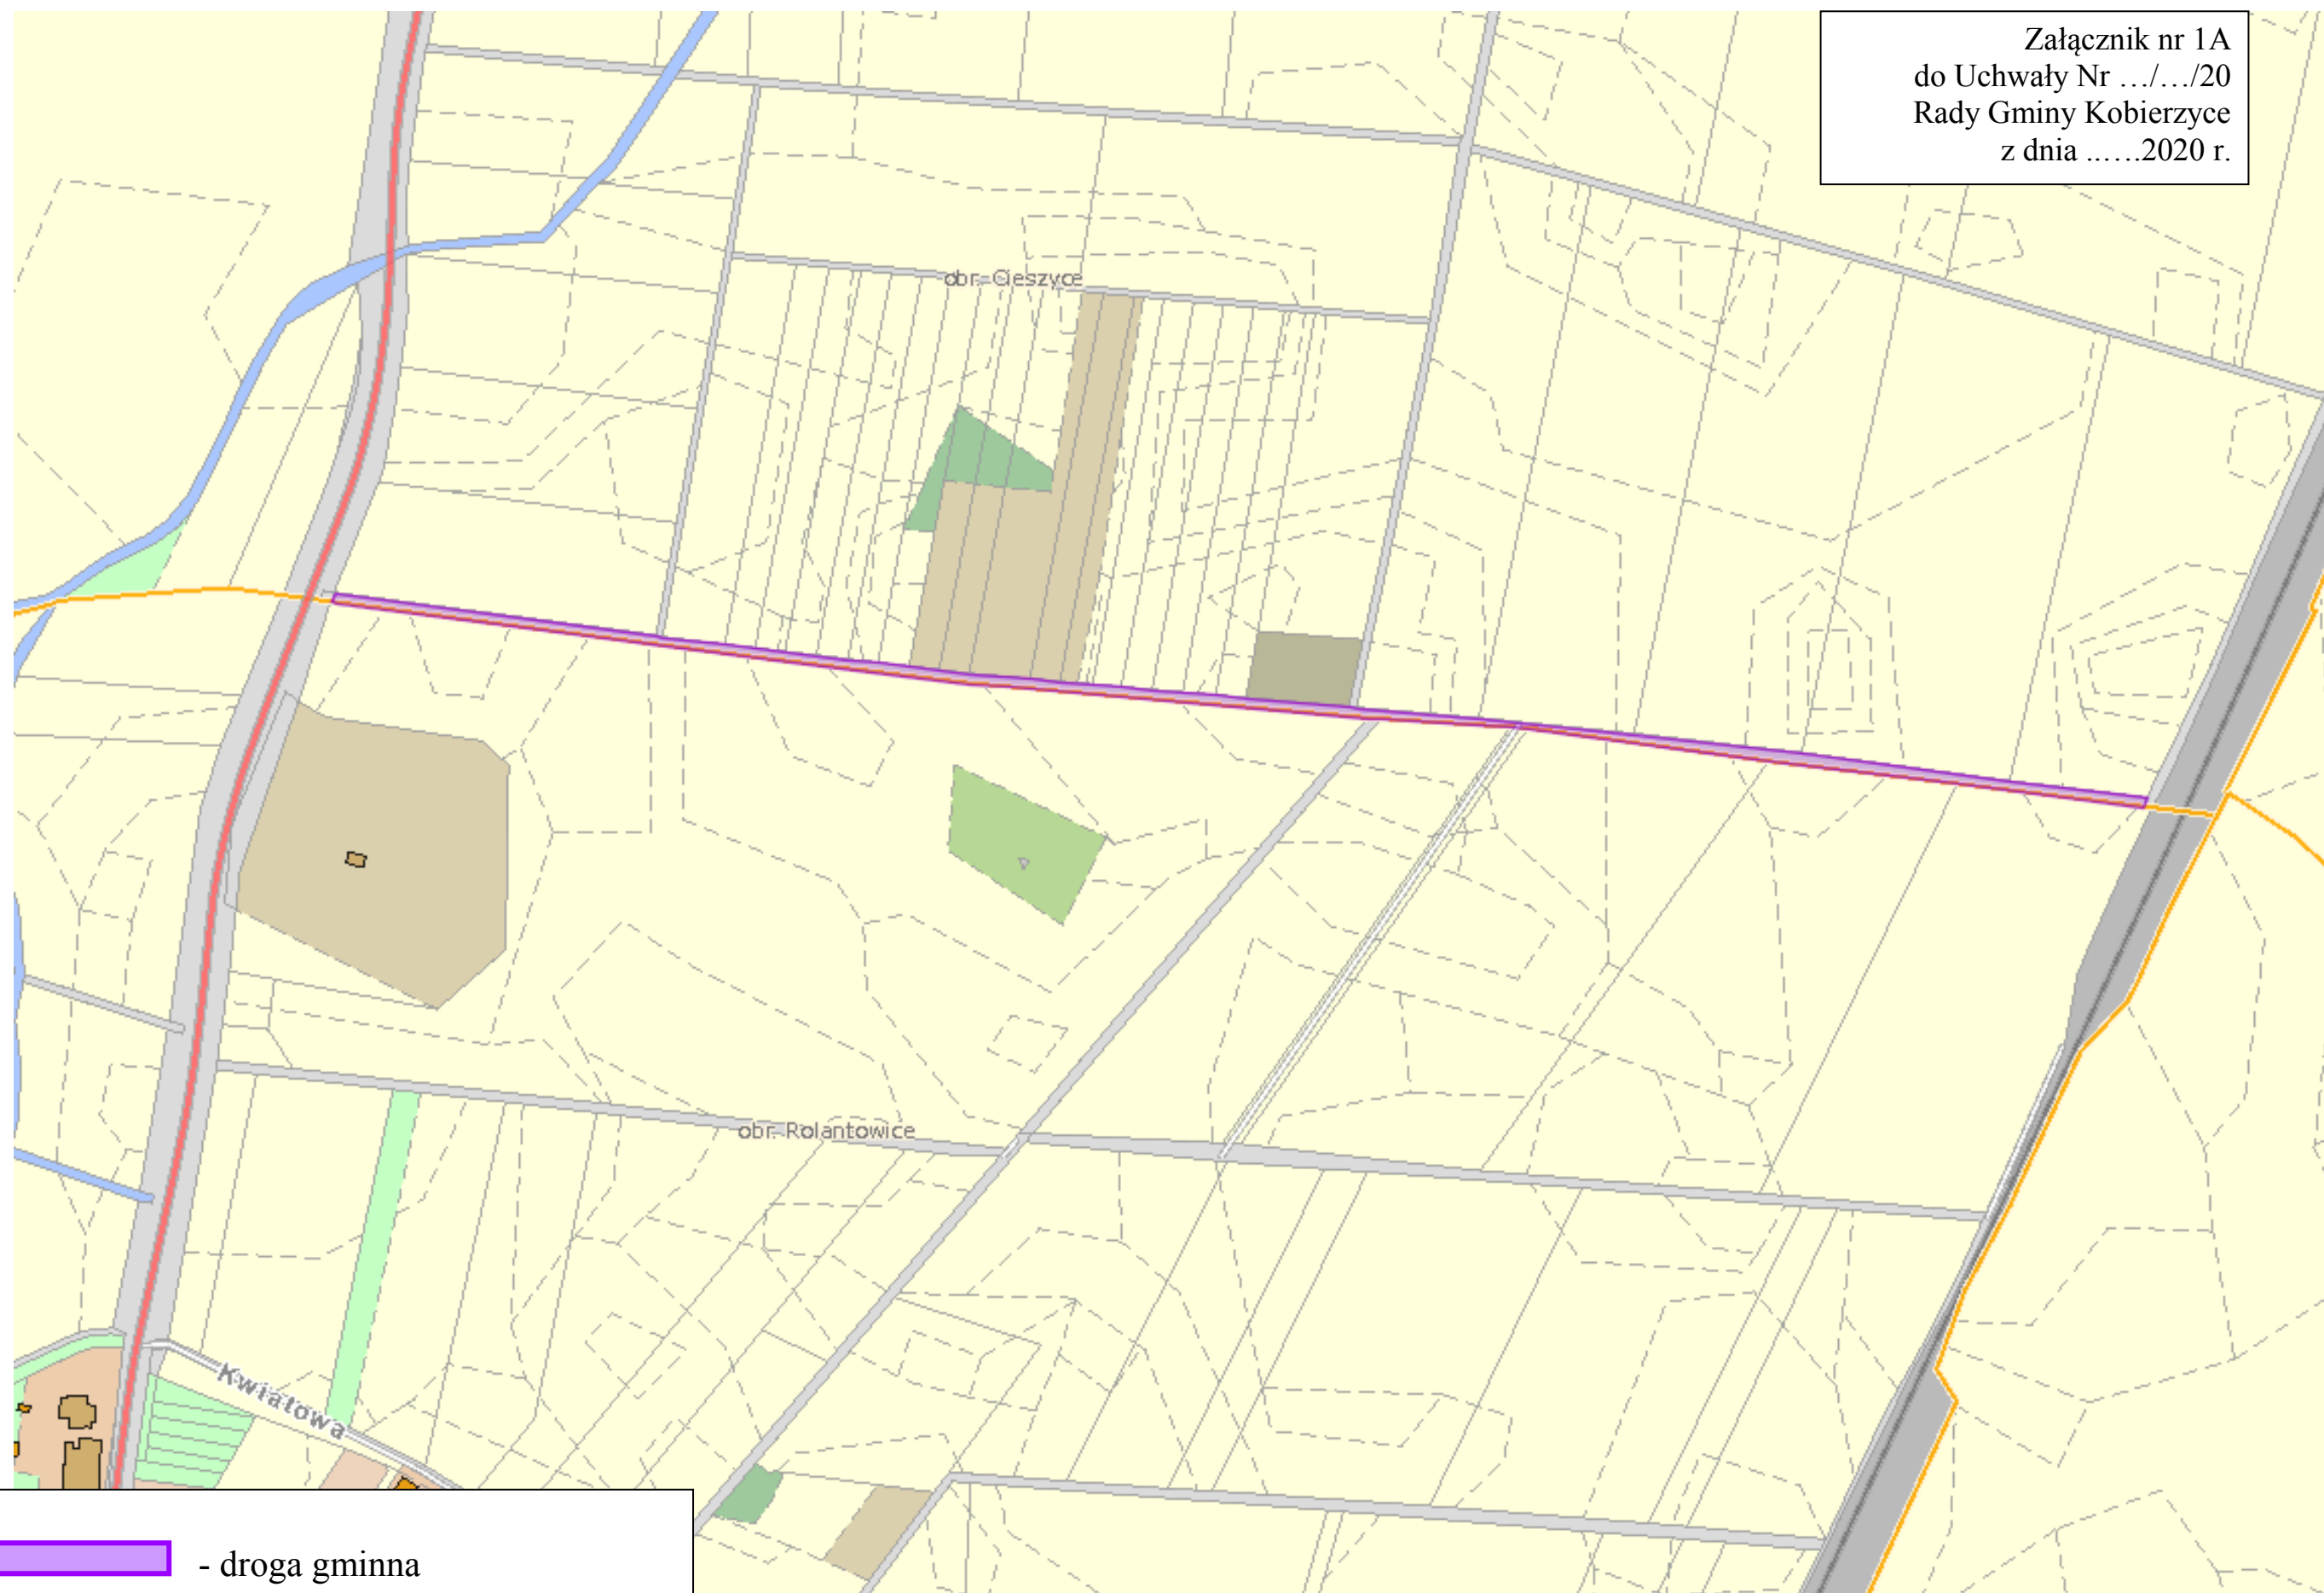 Załącznik nr 1A
do Uchwały Nr …/…/20
Rady Gminy Kobierzyce
z dnia ..….2020 r.
obr. Cieszyce
obr. Rolantowice
Kwiatowa
- droga gminna